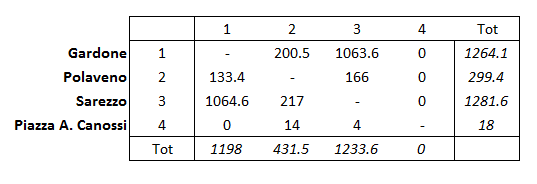 1 2 3 4 Tot
Gardone 1 - 200.5 1063.6 0 1264.1
Polaveno 2 133.4 - 166 0 299.4
Sarezzo 3 1064.6 217 - 0 1281.6
Piazza A. Canossi 4 0 14 4 - 18
Tot 1198 431.5 1233.6 0